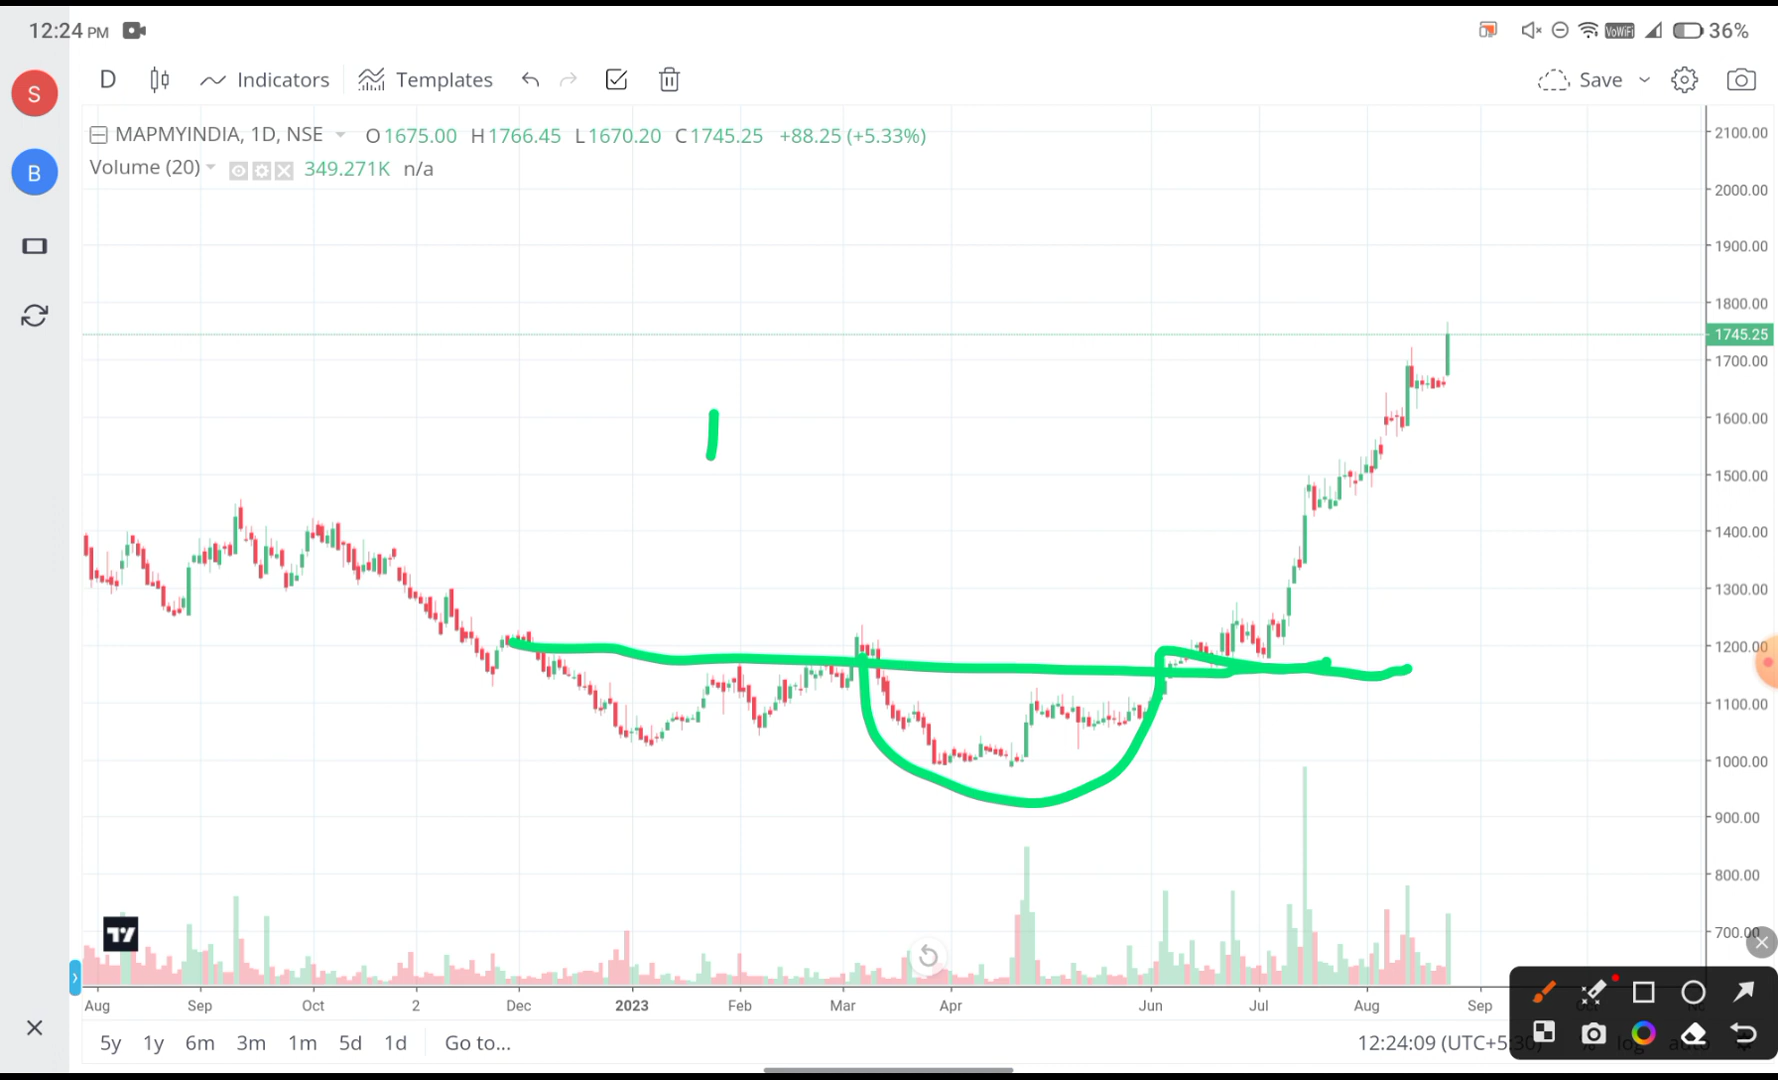 12:24 PM
VoWiFi 36%
S
B
D Indicators Templates Save
MAPMYINDIA, 1D, NSE O1675.00 H1766.45 L1670.20 C1745.25 +88.25 (+5.33%)
Volume (20) 349.271K n/a
2100.00
2000.00
1900.00
1800.00
1745.25
1700.00
1600.00
1500.00
1400.00
1300.00
1200.00
1100.00
1000.00
900.00
800.00
700.00
Aug Sep Oct 2 Dec 2023 Feb Mar Apr Jun Jul Aug Sep
5y 1y 6m 3m 1m 5d 1d Go to... 12:24:09 (UTC+5:30) % log auto